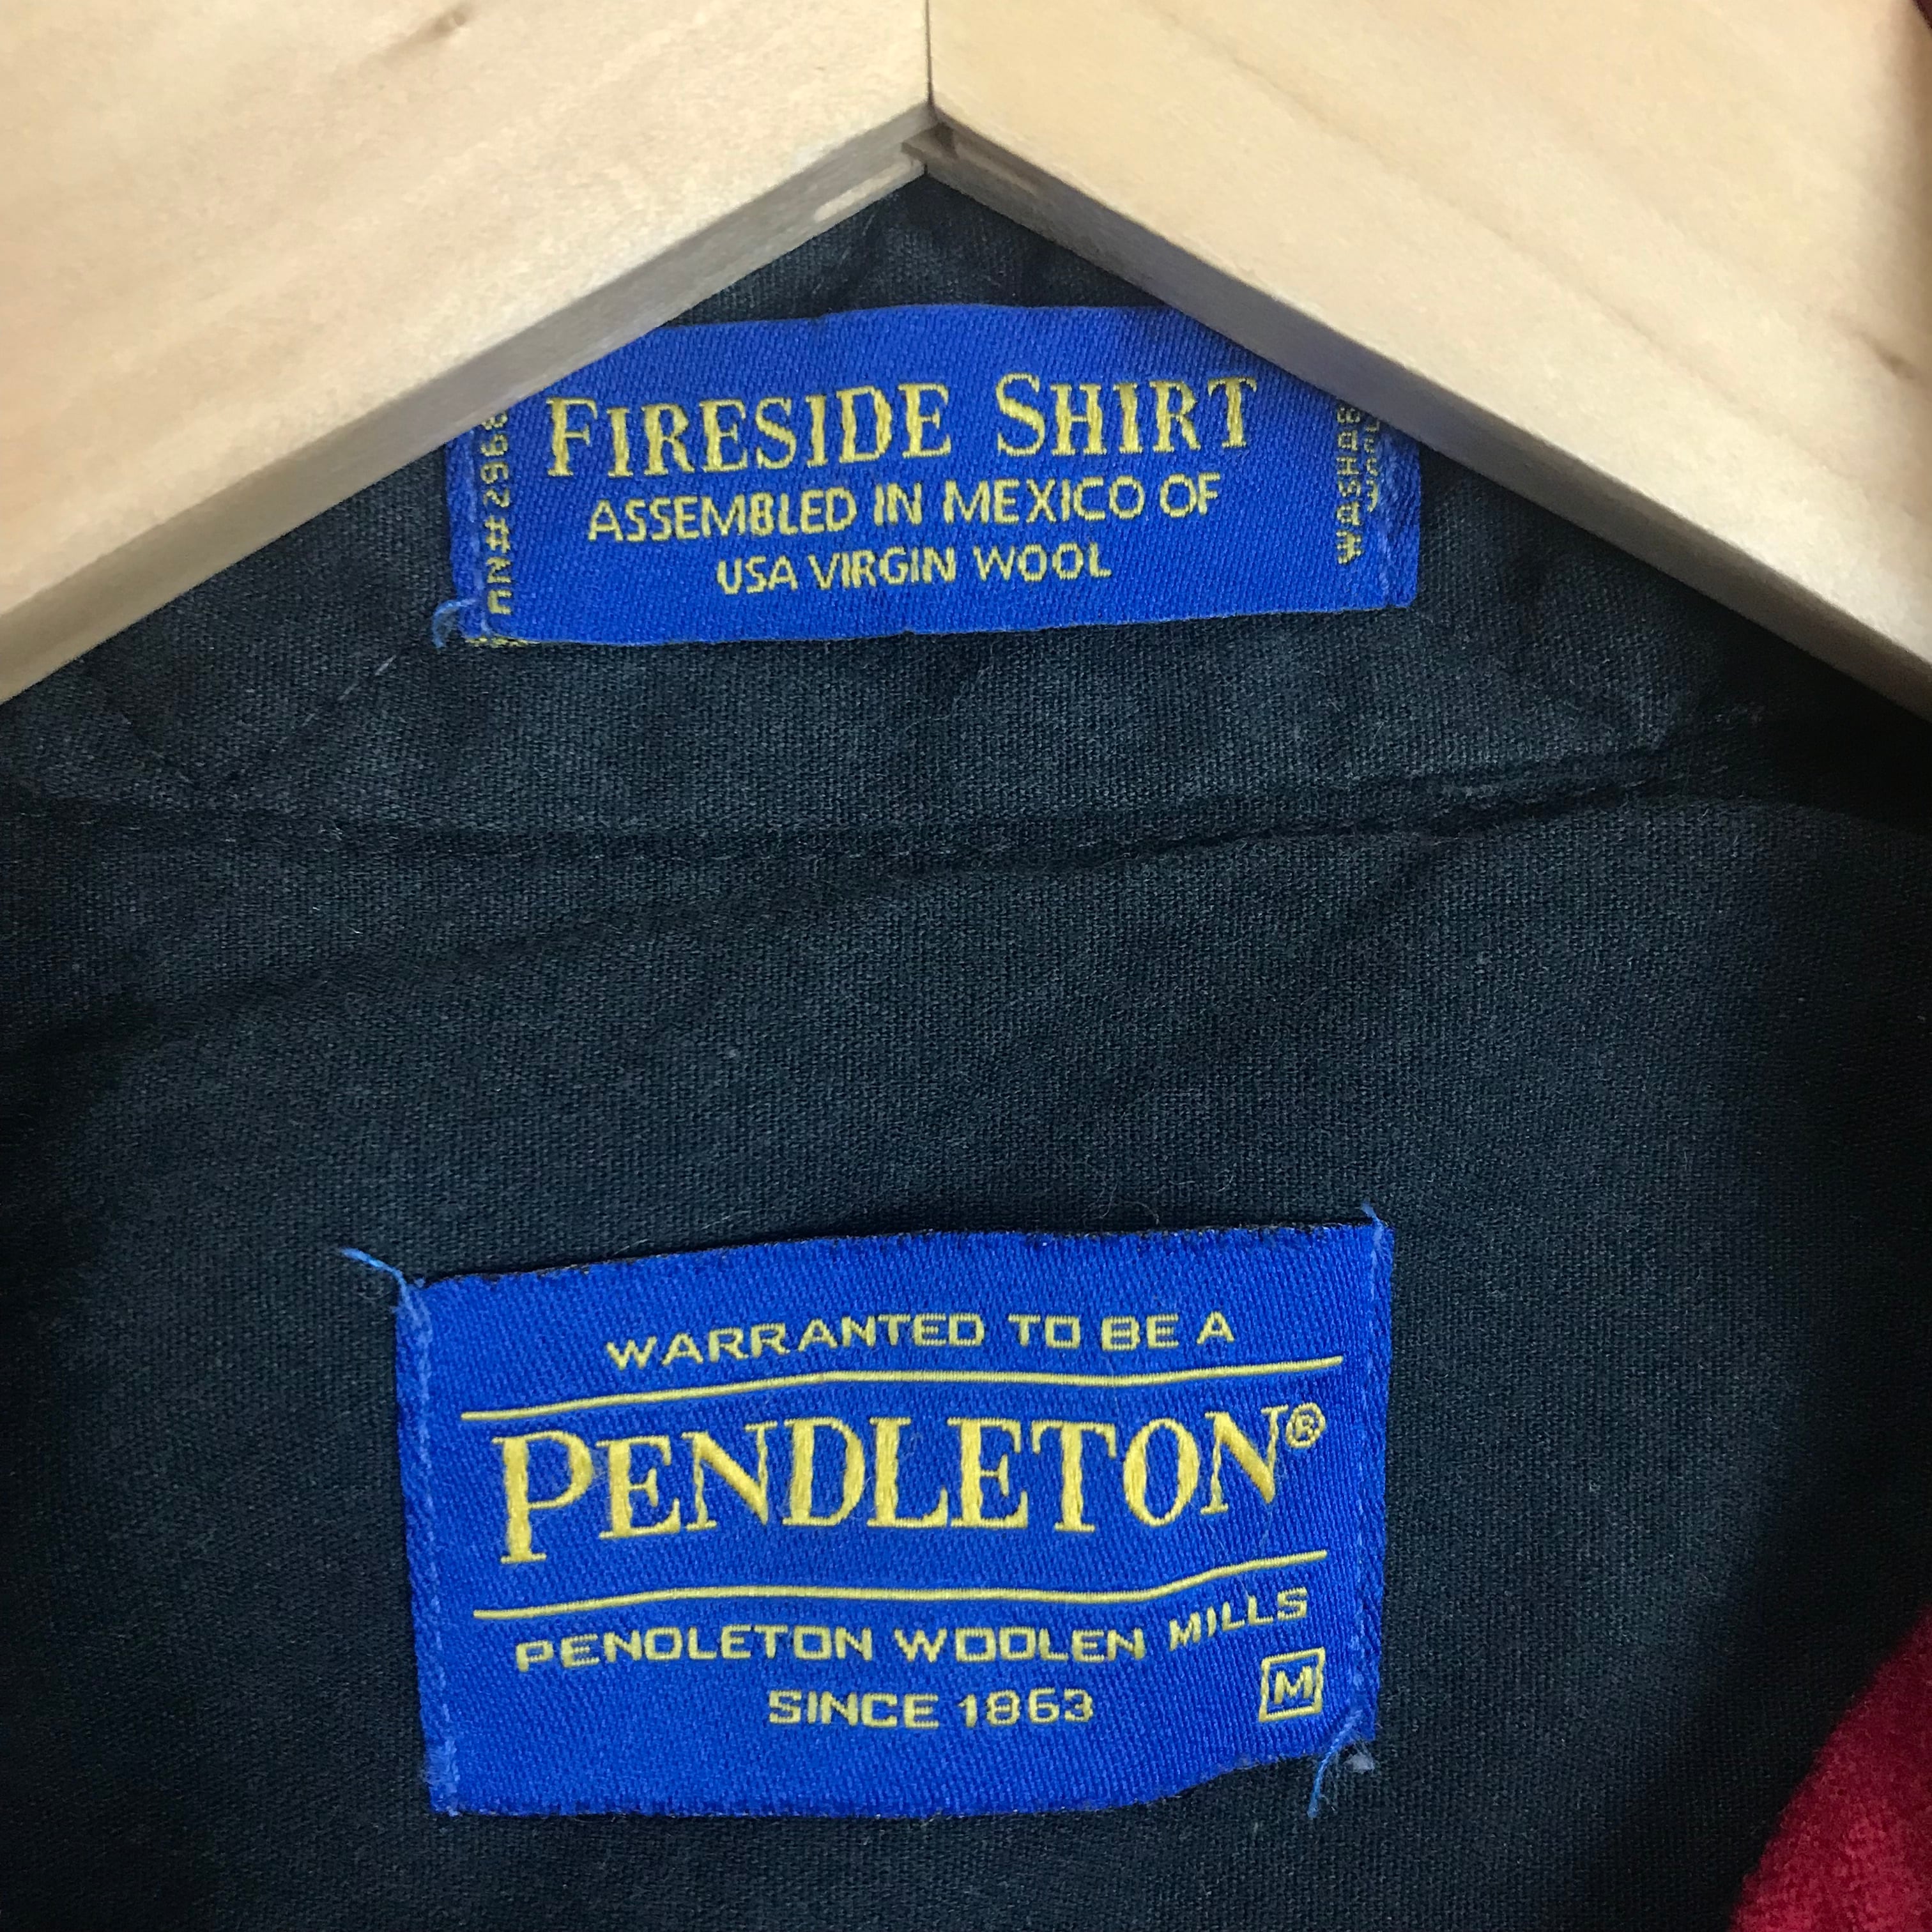 FIRESIDE SHIRT
ASSEMBLED IN MEXICO OF
USA VIRGIN WOOL
WARRANTED TO BE A
PENDLETON®
PENDLETON WOOLEN MILLS
SINCE 1863
M